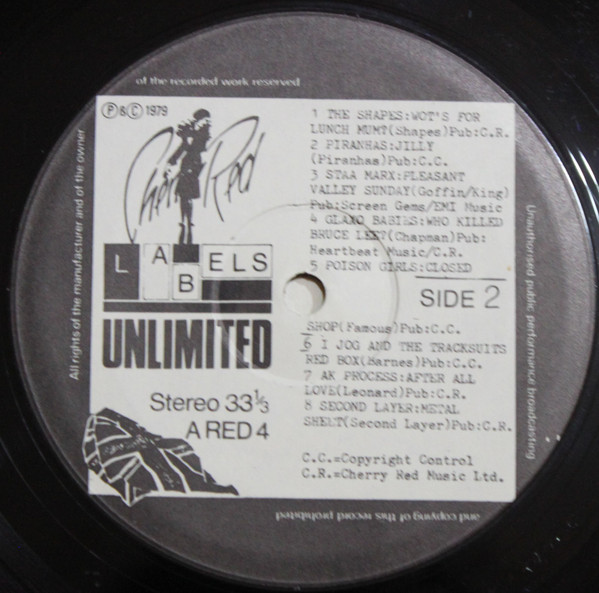 of the recorded work reserved
Ⓟ&Ⓒ1979
Cherry Red
LABELS
UNLIMITED
Stereo 33⅓
A RED 4
1 THE SHAPES:WOT'S FOR
LUNCH MUM?(Shapes)Pub:C.R.
2 PIRANHAS:JILLY
(Piranhas)Pub:C.C.
3 STAA MARX:PLEASANT
VALLEY SUNDAY(Goffin/King)
Pub:Screen Gems/EMI Music
4 GLAXO BABIES:WHO KILLED
BRUCE LEE?(Chapman)Pub:
Heartbeat Music/C.R.
5 POISON GIRLS:CLOSED
SIDE 2
SHOP(Famous)Pub:C.C.
6 I JOG AND THE TRACKSUITS
RED BOX(Barnes)Pub:C.C.
7 AK PROCESS:AFTER ALL
LOVE(Leonard)Pub:C.R.
8 SECOND LAYER:METAL
SHEET(Second Layer)Pub:C.R.
C.C.=Copyright Control
C.R.=Cherry Red Music Ltd.
Unauthorised public performance broadcasting
and copying of this record prohibited
All rights of the manufacturer and of the owner